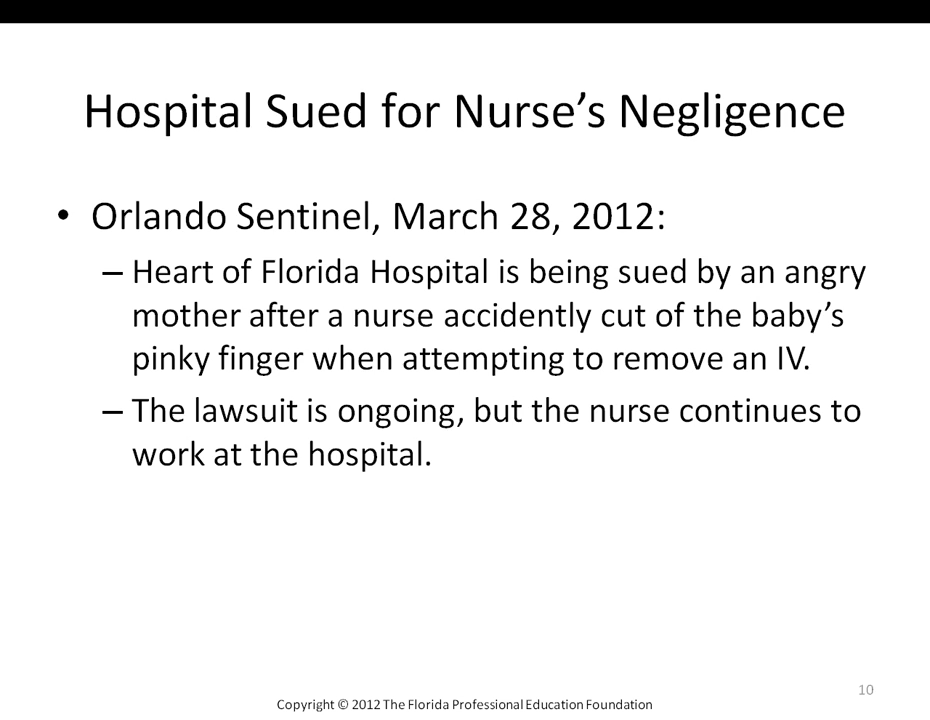 Hospital Sued for Nurse’s Negligence
• Orlando Sentinel, March 28, 2012:
– Heart of Florida Hospital is being sued by an angry
mother after a nurse accidently cut of the baby’s
pinky finger when attempting to remove an IV.
– The lawsuit is ongoing, but the nurse continues to
work at the hospital.
10
Copyright © 2012 The Florida Professional Education Foundation